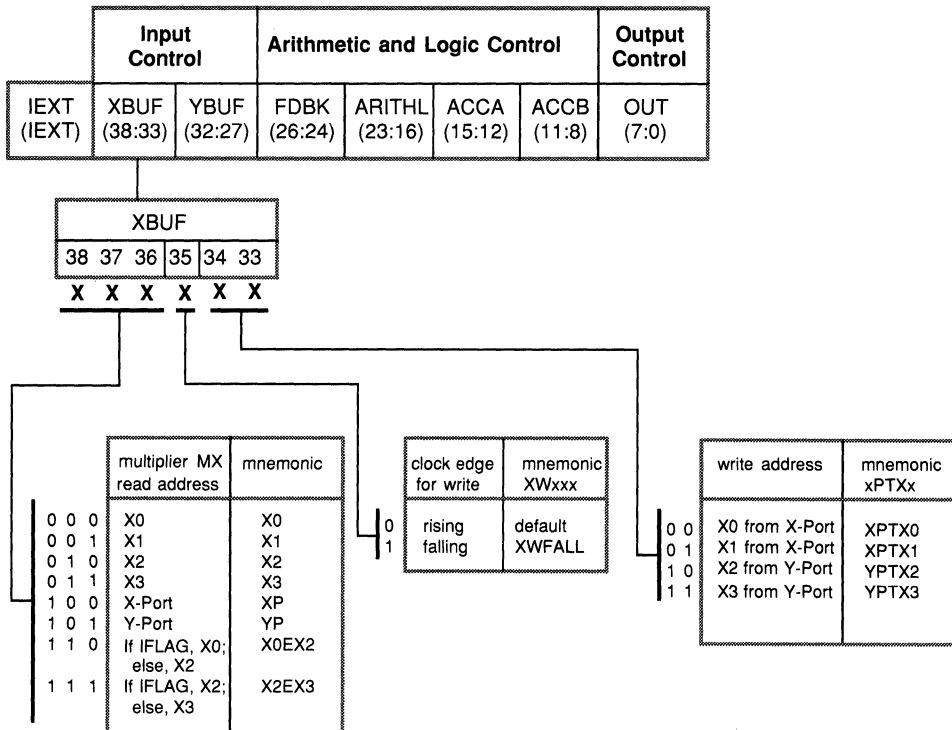 Input Control
Arithmetic and Logic Control
Output Control
IEXT (IEXT)
XBUF (38:33)
YBUF (32:27)
FDBK (26:24)
ARITHL (23:16)
ACCA (15:12)
ACCB (11:8)
OUT (7:0)
XBUF
38 37 36 35 34 33
X X X X X X
multiplier MX read address
mnemonic
0 0 0 X0 X0
0 0 1 X1 X1
0 1 0 X2 X2
0 1 1 X3 X3
1 0 0 X-Port XP
1 0 1 Y-Port YP
1 1 0 If IFLAG, X0; X0EX2
else, X2
1 1 1 If IFLAG, X2; X2EX3
else, X3
clock edge for write
mnemonic XWxxx
0 rising default
1 falling XWFALL
write address
mnemonic xPTXx
0 0 X0 from X-Port XPTX0
0 1 X1 from X-Port XPTX1
1 0 X2 from Y-Port YPTX2
1 1 X3 from Y-Port YPTX3